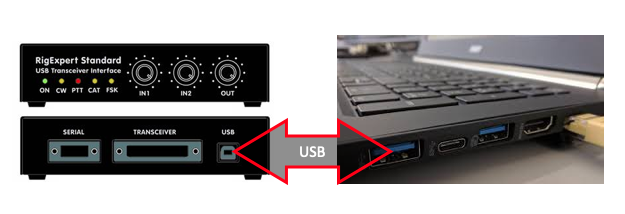 RigExpert Standard
USB Transceiver Interface
ON CW PTT CAT FSK
IN1 IN2 OUT
SERIAL TRANSCEIVER USB
USB